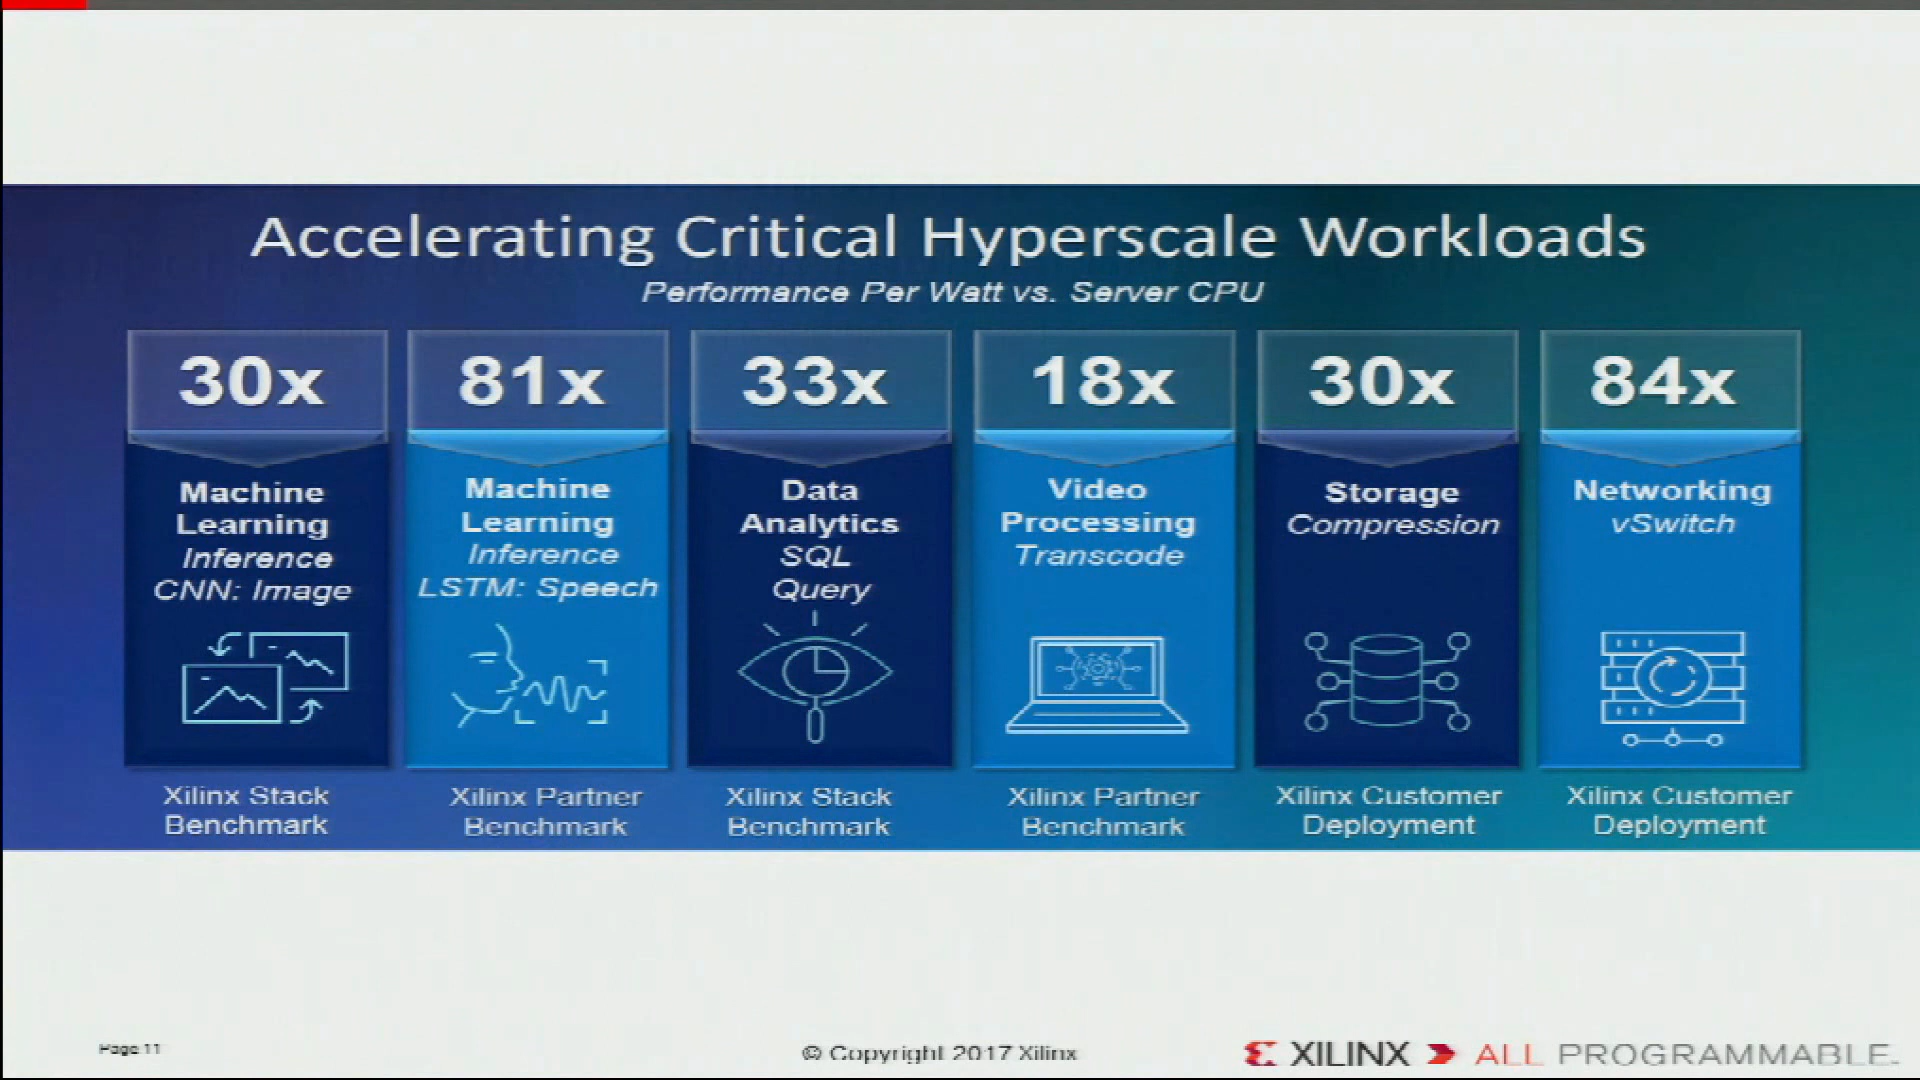 Accelerating Critical Hyperscale Workloads
Performance Per Watt vs. Server CPU
30x
Machine
Learning
Inference
CNN: Image
Xilinx Stack
Benchmark
81x
Machine
Learning
Inference
LSTM: Speech
Xilinx Partner
Benchmark
33x
Data
Analytics
SQL
Query
Xilinx Stack
Benchmark
18x
Video
Processing
Transcode
Xilinx Partner
Benchmark
30x
Storage
Compression
Xilinx Customer
Deployment
84x
Networking
vSwitch
Xilinx Customer
Deployment
Page 11
© Copyright 2017 Xilinx
XILINX ALL PROGRAMMABLE